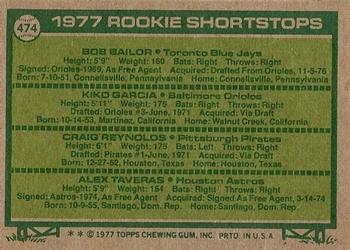 474
1977 ROOKIE SHORTSTOPS
BOB BAILOR • Toronto Blue Jays
Height: 5'9" Weight: 160 Bats: Right Throws: Right
Signed: Orioles-1969, As Free Agent Acquired: Drafted From Orioles, 11-5-76
Born: 7-10-51, Connellsville, Pennsylvania Home: Connellsville, Pennsylvania
KIKO GARCIA • Baltimore Orioles
Height: 5'11" Weight: 175 Bats: Right Throws: Right
Drafted: Orioles #3-June, 1971 Acquired: Via Draft
Born: 10-14-53, Martinez, California Home: Walnut Creek, California
CRAIG REYNOLDS • Pittsburgh Pirates
Height: 6'1" Weight: 175 Bats: Left Throws: Right
Drafted: Pirates #1-June, 1971 Acquired: Via Draft
Born: 12-27-52, Houston, Texas Home: Houston, Texas
ALEX TAVERAS • Houston Astros
Height: 5'9" Weight: 154 Bats: Right Throws: Right
Signed: Astros-1974, As Free Agent Acquired: Signed As Free Agent, 3-14-74
Born: 10-9-55, Santiago, Dom. Rep. Home: Santiago, Dom. Rep.
** © 1977 TOPPS CHEWING GUM, INC. PRTD IN U.S.A.